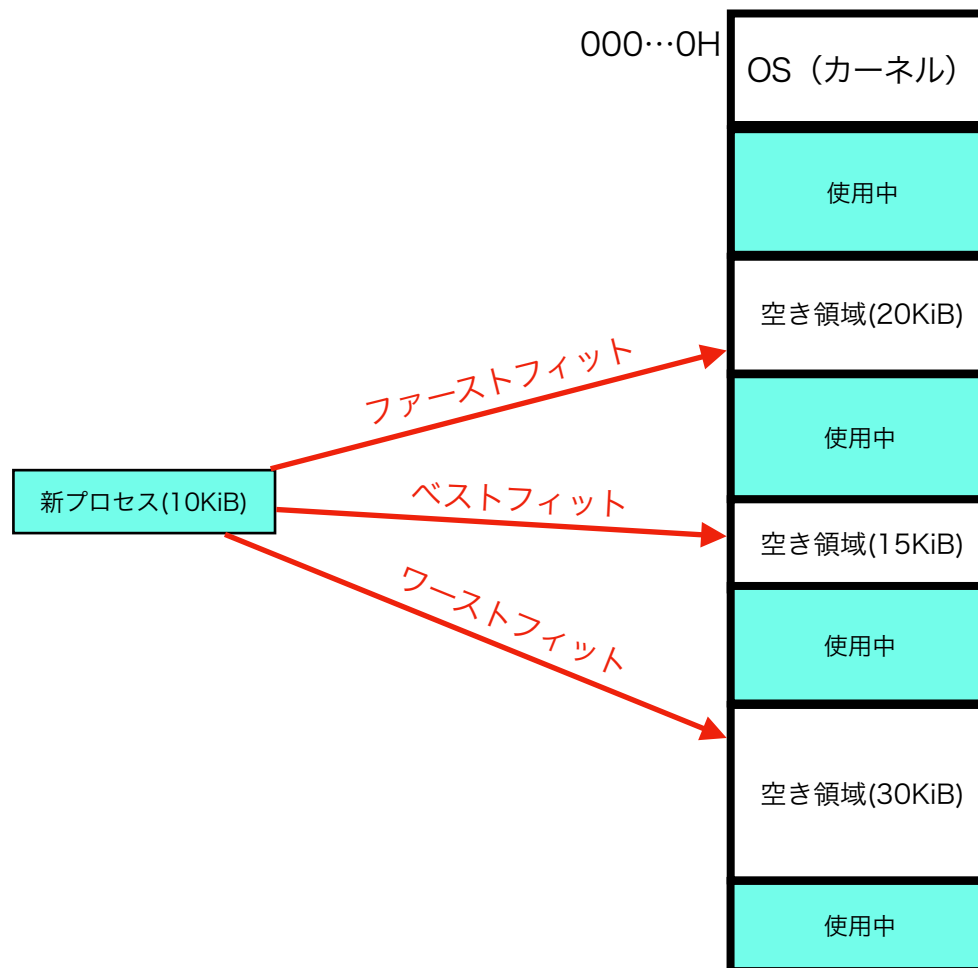 000…0H
OS（カーネル）
使用中
空き領域(20KiB)
ファーストフィット
使用中
新プロセス(10KiB)
ベストフィット
空き領域(15KiB)
ワーストフィット
使用中
空き領域(30KiB)
使用中